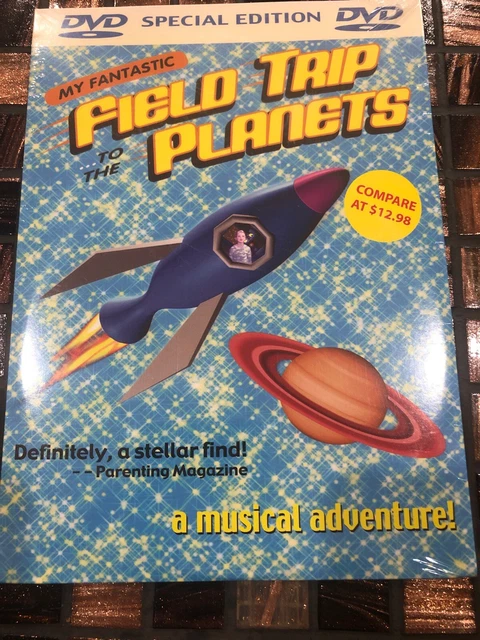 DVD SPECIAL EDITION DVD
MY FANTASTIC
FIELD TRIP
TO THE
PLANETS
COMPARE
AT $12.98
Definitely, a stellar find!
- - Parenting Magazine
a musical adventure!